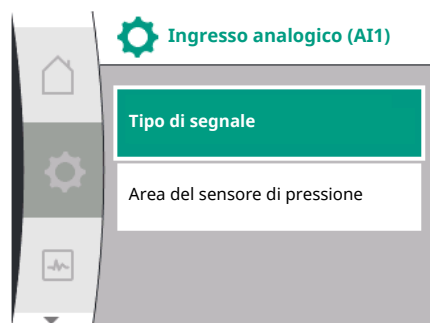 Ingresso analogico (AI1)
Tipo di segnale
Area del sensore di pressione